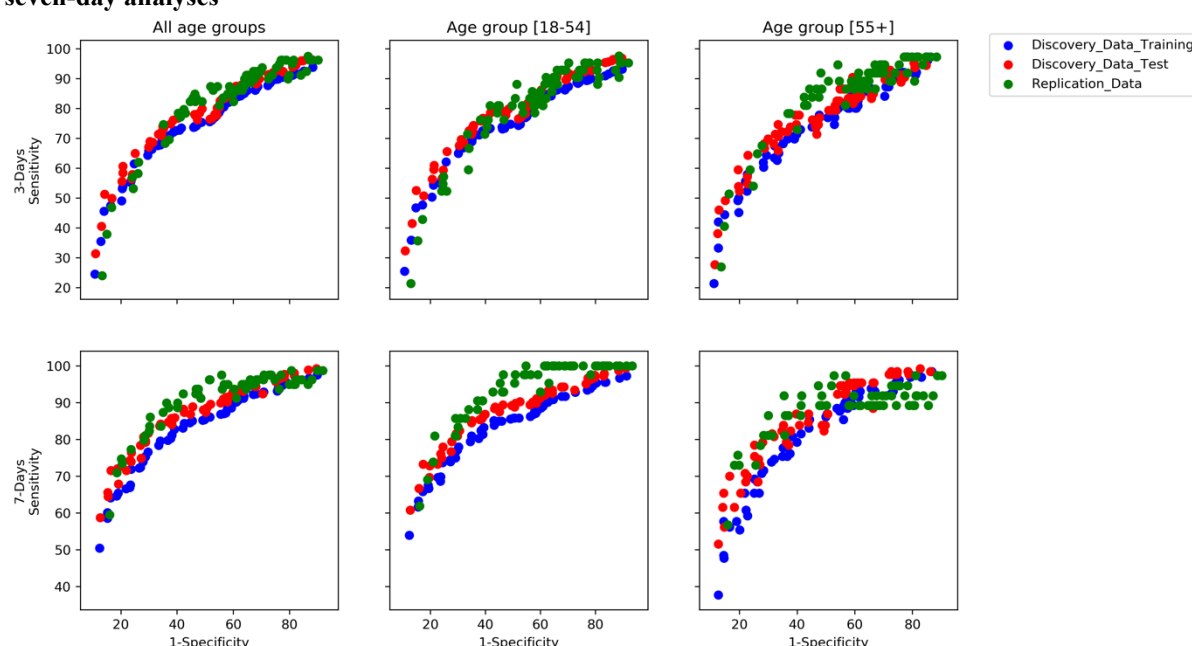 seven-day analyses
All age groups
Age group [18-54]
Age group [55+]
Discovery_Data_Training
Discovery_Data_Test
Replication_Data
3-Days
Sensitivity
100
90
80
70
60
50
40
30
20
7-Days
Sensitivity
100
90
80
70
60
50
40
20 40 60 80
20 40 60 80
20 40 60 80
1-Specificity
1-Specificity
1-Specificity